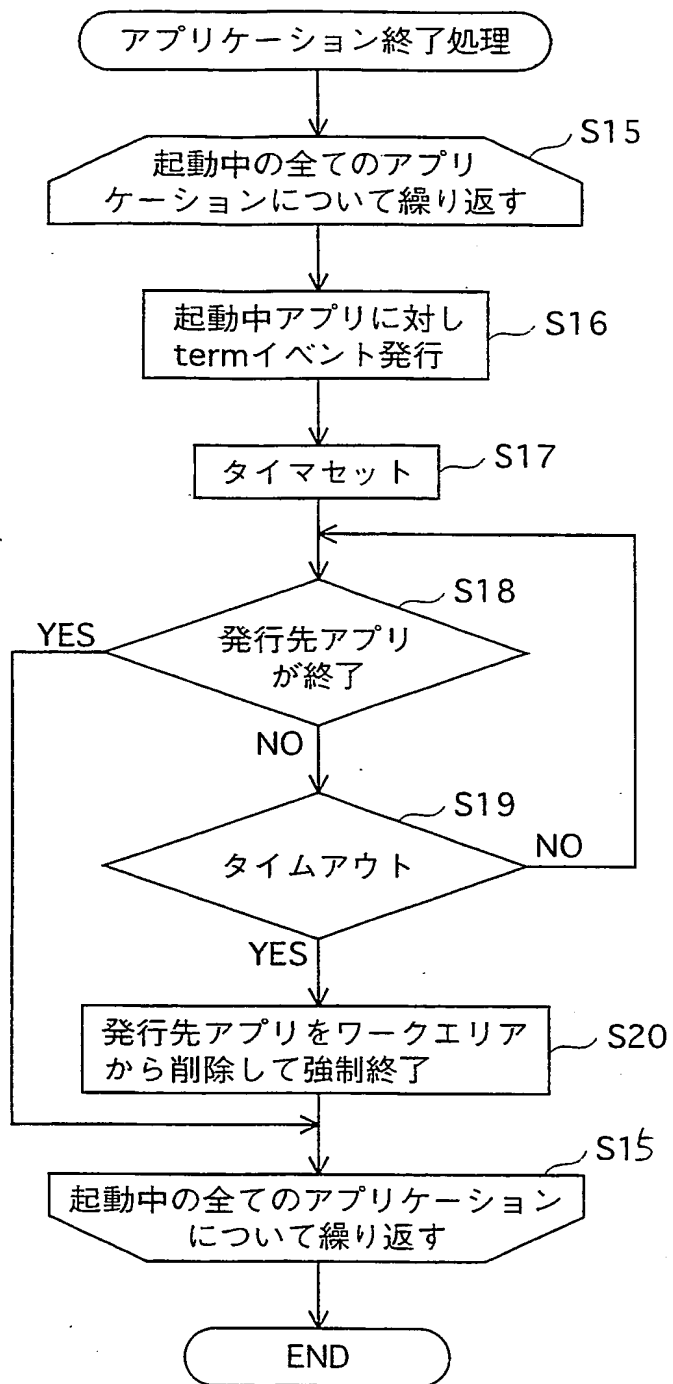 アプリケーション終了処理
S15
起動中の全てのアプリ
ケーションについて繰り返す
起動中アプリに対し
termイベント発行
S16
タイマセット
S17
S18
YES
発行先アプリ
が終了
NO
S19
タイムアウト
NO
YES
発行先アプリをワークエリア
から削除して強制終了
S20
S15
起動中の全てのアプリケーション
について繰り返す
END